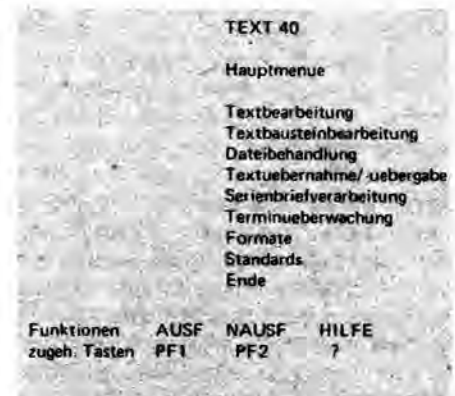 TEXT 40
Hauptmenue
Textbearbeitung
Textbausteinbearbeitung
Dateibehandlung
Textuebernahme/-uebergabe
Serienbriefverarbeitung
Terminueberwachung
Formate
Standards
Ende
Funktionen AUSF NAUSF HILFE
zugeh. Tasten PF1 PF2 ?